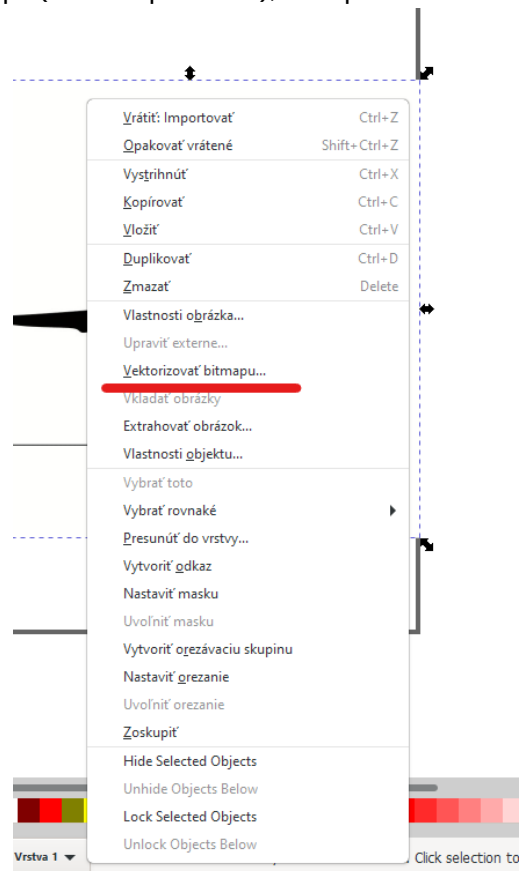 Vrátiť: Importovať Ctrl+Z
Opakovať vrátené Shift+Ctrl+Z
Vystrihnúť Ctrl+X
Kopírovať Ctrl+C
Vložiť Ctrl+V
Duplikovať Ctrl+D
Zmazať Delete
Vlastnosti obrázka...
Upraviť externe...
Vektorizovať bitmapu...
Vkladať obrázky
Extrahovať obrázok...
Vlastnosti objektu...
Vybrať toto
Vybrať rovnaké
Presunúť do vrstvy...
Vytvoriť odkaz
Nastaviť masku
Uvoľniť masku
Vytvoriť orezávaciu skupinu
Nastaviť orezanie
Uvoľniť orezanie
Zoskupiť
Hide Selected Objects
Unhide Objects Below
Lock Selected Objects
Unlock Objects Below
Vrstva 1 Click selection to